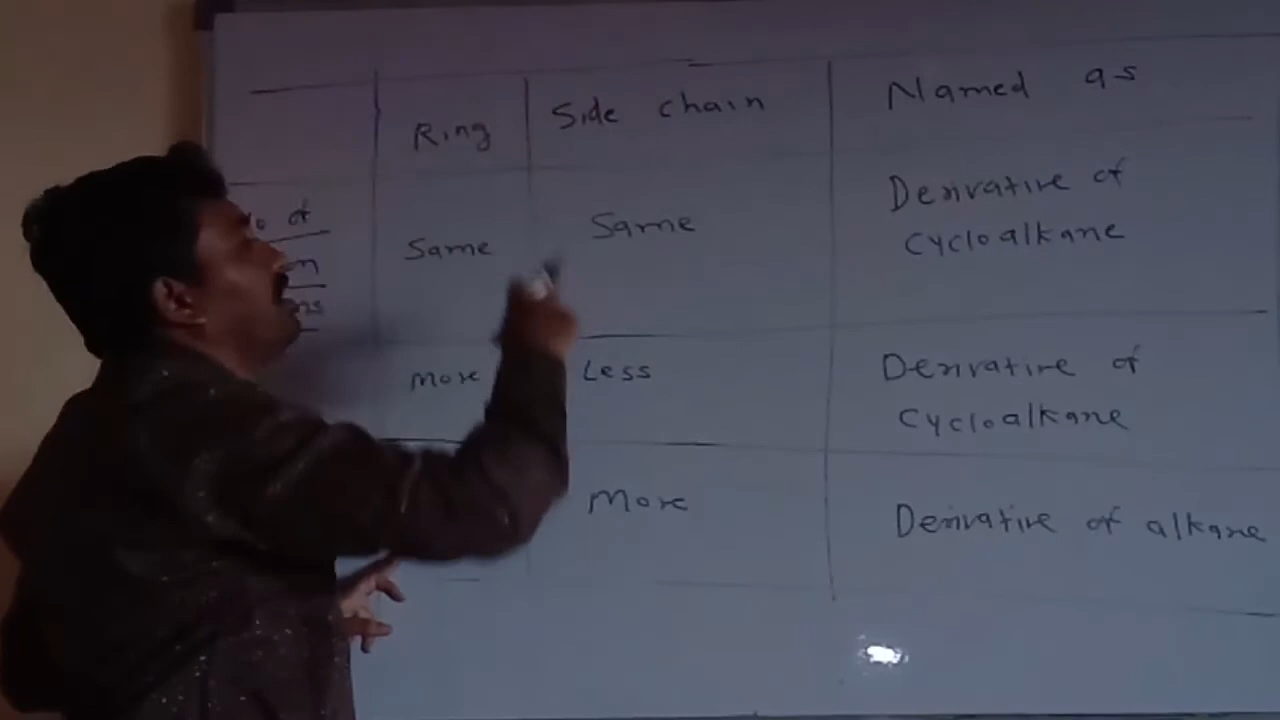 Ring Side chain Named as
of
Same Same Derivative of
cycloalkane
More Less Derivative of
cycloalkane
More Derivative of alkane